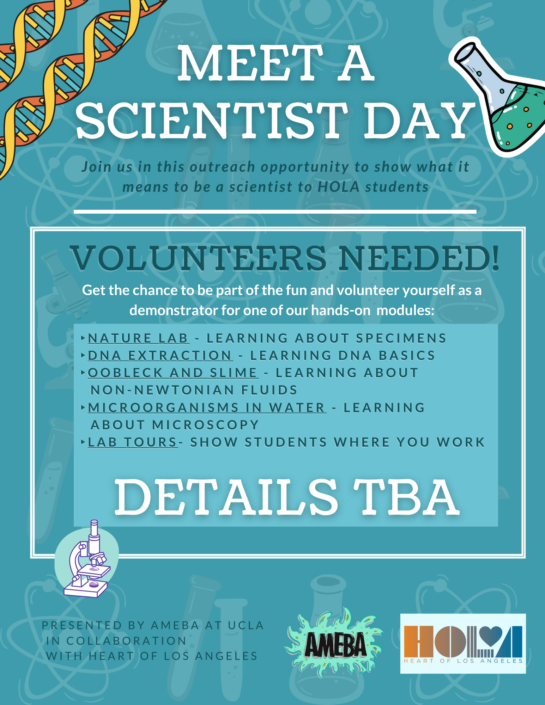 MEET A
SCIENTIST DAY
Join us in this outreach opportunity to show what it
means to be a scientist to HOLA students
VOLUNTEERS NEEDED!
Get the chance to be part of the fun and volunteer yourself as a
demonstrator for one of our hands-on modules:
‣NATURE LAB - LEARNING ABOUT SPECIMENS
‣DNA EXTRACTION - LEARNING DNA BASICS
‣OOBLECK AND SLIME - LEARNING ABOUT
NON-NEWTONIAN FLUIDS
‣MICROORGANISMS IN WATER - LEARNING
ABOUT MICROSCOPY
‣LAB TOURS- SHOW STUDENTS WHERE YOU WORK
DETAILS TBA
PRESENTED BY AMEBA AT UCLA
IN COLLABORATION
WITH HEART OF LOS ANGELES
AMEBA
HOLA
HEART OF LOS ANGELES